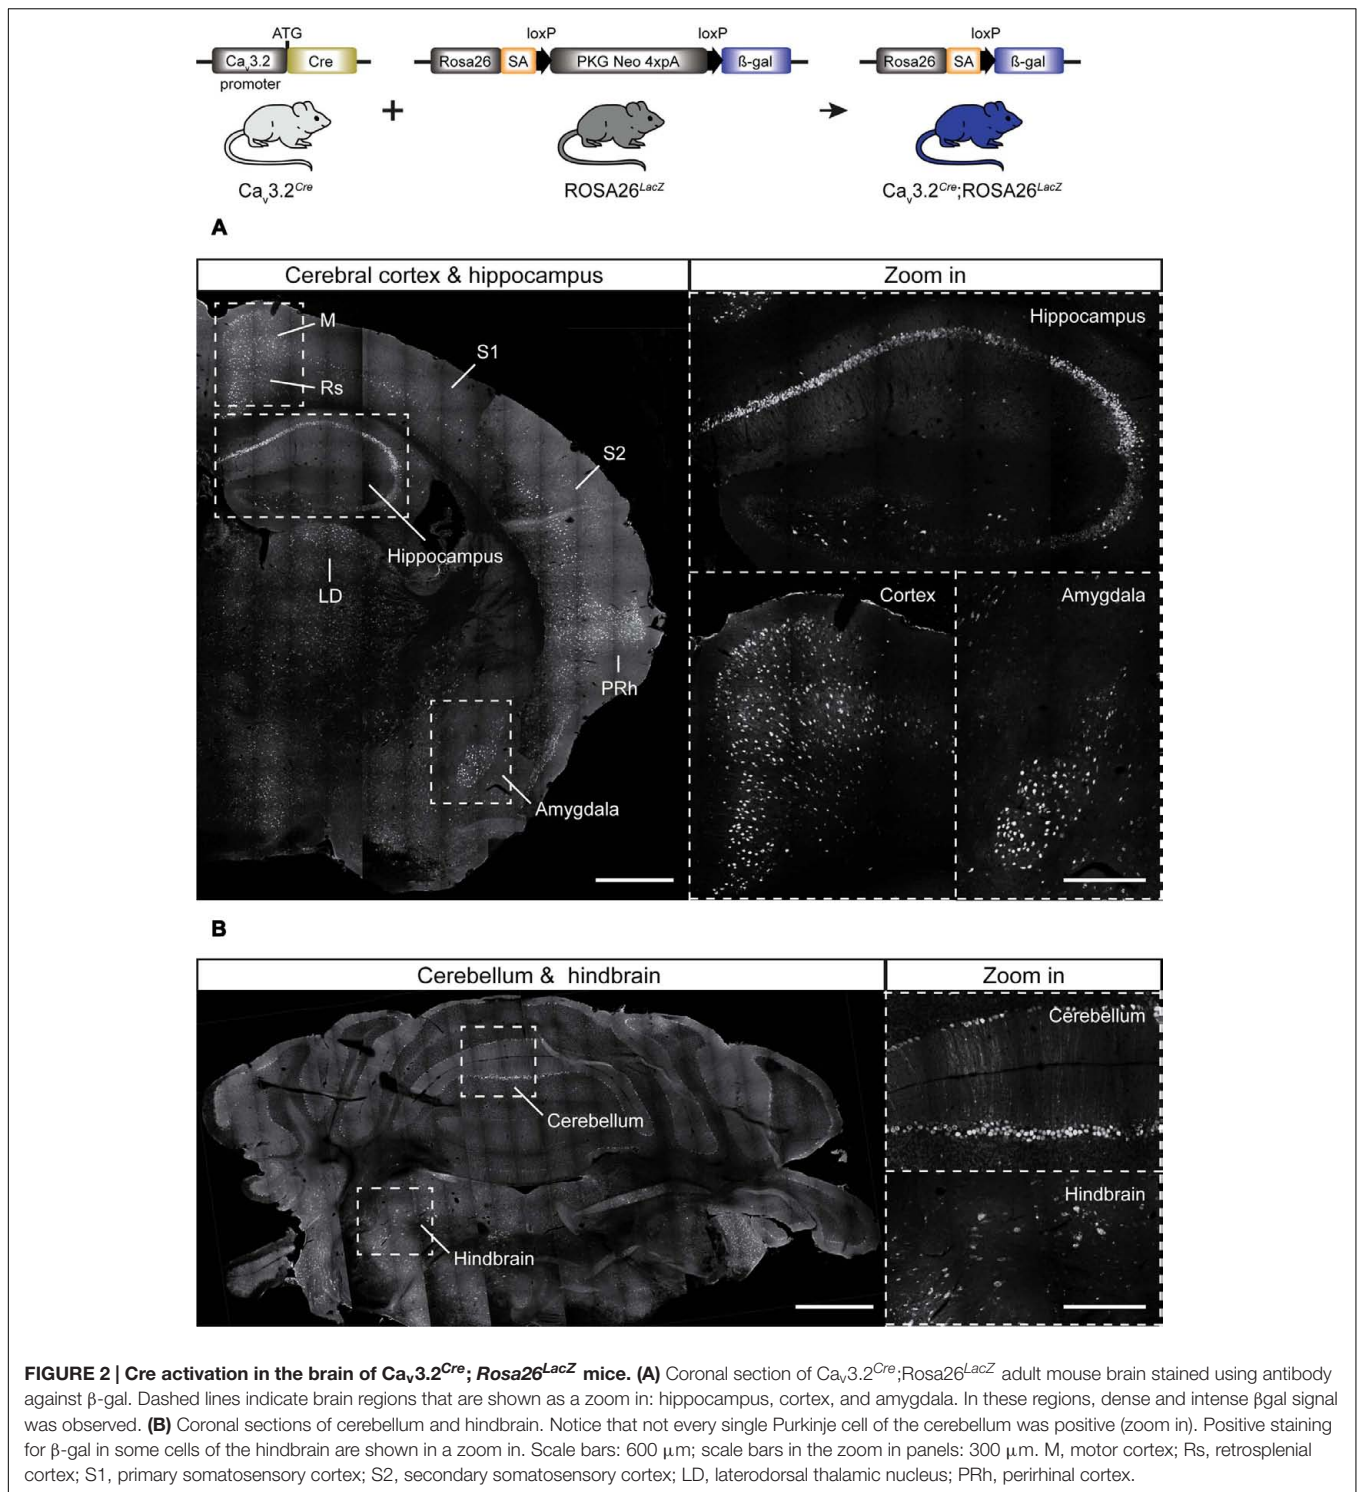 ATG
loxP
loxP
loxP
Cav3.2
Cre
Rosa26
SA
PKG Neo 4xpA
ß-gal
Rosa26
SA
ß-gal
promoter
+
Cav3.2Cre
ROSA26LacZ
Cav3.2Cre;ROSA26LacZ
A
Cerebral cortex & hippocampus
Zoom in
M
Rs
S1
S2
Hippocampus
LD
PRh
Amygdala
Hippocampus
Cortex
Amygdala
B
Cerebellum & hindbrain
Zoom in
Cerebellum
Hindbrain
Cerebellum
Hindbrain
FIGURE 2 | Cre activation in the brain of Cav3.2Cre; Rosa26LacZ mice. (A) Coronal section of Cav3.2Cre;Rosa26LacZ adult mouse brain stained using antibody
against β-gal. Dashed lines indicate brain regions that are shown as a zoom in: hippocampus, cortex, and amygdala. In these regions, dense and intense βgal signal
was observed. (B) Coronal sections of cerebellum and hindbrain. Notice that not every single Purkinje cell of the cerebellum was positive (zoom in). Positive staining
for β-gal in some cells of the hindbrain are shown in a zoom in. Scale bars: 600 μm; scale bars in the zoom in panels: 300 μm. M, motor cortex; Rs, retrosplenial
cortex; S1, primary somatosensory cortex; S2, secondary somatosensory cortex; LD, laterodorsal thalamic nucleus; PRh, perirhinal cortex.